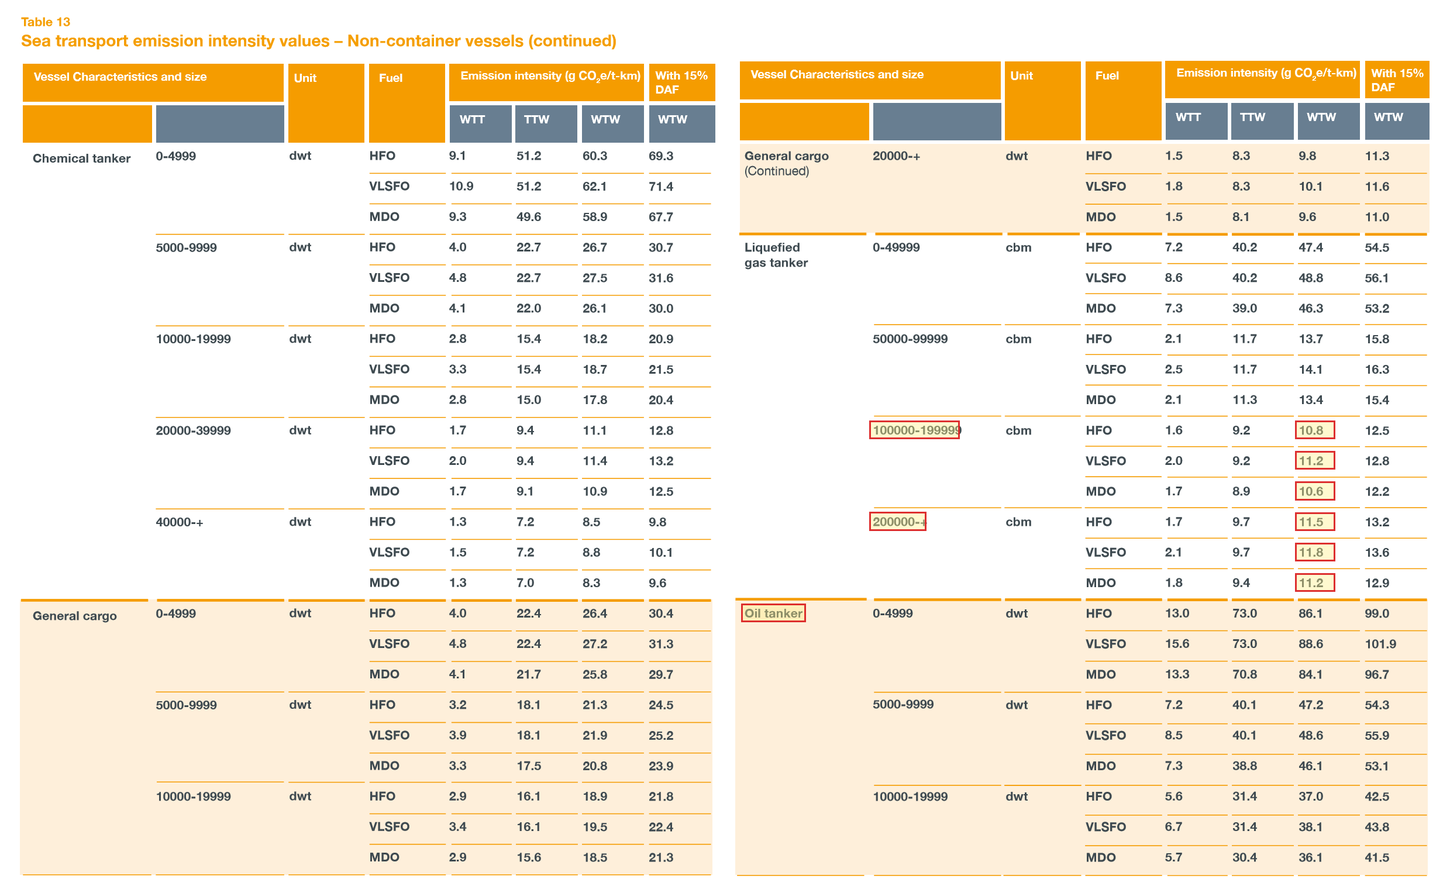 Table 13
Sea transport emission intensity values – Non-container vessels (continued)
Vessel Characteristics and size Unit Fuel Emission intensity (g CO2e/t-km) With 15% DAF
WTT TTW WTW WTW
Chemical tanker 0-4999 dwt HFO 9.1 51.2 60.3 69.3
VLSFO 10.9 51.2 62.1 71.4
MDO 9.3 49.6 58.9 67.7
5000-9999 dwt HFO 4.0 22.7 26.7 30.7
VLSFO 4.8 22.7 27.5 31.6
MDO 4.1 22.0 26.1 30.0
10000-19999 dwt HFO 2.8 15.4 18.2 20.9
VLSFO 3.3 15.4 18.7 21.5
MDO 2.8 15.0 17.8 20.4
20000-39999 dwt HFO 1.7 9.4 11.1 12.8
VLSFO 2.0 9.4 11.4 13.2
MDO 1.7 9.1 10.9 12.5
40000-+ dwt HFO 1.3 7.2 8.5 9.8
VLSFO 1.5 7.2 8.8 10.1
MDO 1.3 7.0 8.3 9.6
General cargo 0-4999 dwt HFO 4.0 22.4 26.4 30.4
VLSFO 4.8 22.4 27.2 31.3
MDO 4.1 21.7 25.8 29.7
5000-9999 dwt HFO 3.2 18.1 21.3 24.5
VLSFO 3.9 18.1 21.9 25.2
MDO 3.3 17.5 20.8 23.9
10000-19999 dwt HFO 2.9 16.1 18.9 21.8
VLSFO 3.4 16.1 19.5 22.4
MDO 2.9 15.6 18.5 21.3
Vessel Characteristics and size Unit Fuel Emission intensity (g CO2e/t-km) With 15% DAF
WTT TTW WTW WTW
General cargo 20000-+ dwt HFO 1.5 8.3 9.8 11.3
(Continued)
VLSFO 1.8 8.3 10.1 11.6
MDO 1.5 8.1 9.6 11.0
Liquefied 0-49999 cbm HFO 7.2 40.2 47.4 54.5
gas tanker
VLSFO 8.6 40.2 48.8 56.1
MDO 7.3 39.0 46.3 53.2
50000-99999 cbm HFO 2.1 11.7 13.7 15.8
VLSFO 2.5 11.7 14.1 16.3
MDO 2.1 11.3 13.4 15.4
100000-199999 cbm HFO 1.6 9.2 10.8 12.5
VLSFO 2.0 9.2 11.2 12.8
MDO 1.7 8.9 10.6 12.2
200000-+ cbm HFO 1.7 9.7 11.5 13.2
VLSFO 2.1 9.7 11.8 13.6
MDO 1.8 9.4 11.2 12.9
Oil tanker 0-4999 dwt HFO 13.0 73.0 86.1 99.0
VLSFO 15.6 73.0 88.6 101.9
MDO 13.3 70.8 84.1 96.7
5000-9999 dwt HFO 7.2 40.1 47.2 54.3
VLSFO 8.5 40.1 48.6 55.9
MDO 7.3 38.8 46.1 53.1
10000-19999 dwt HFO 5.6 31.4 37.0 42.5
VLSFO 6.7 31.4 38.1 43.8
MDO 5.7 30.4 36.1 41.5